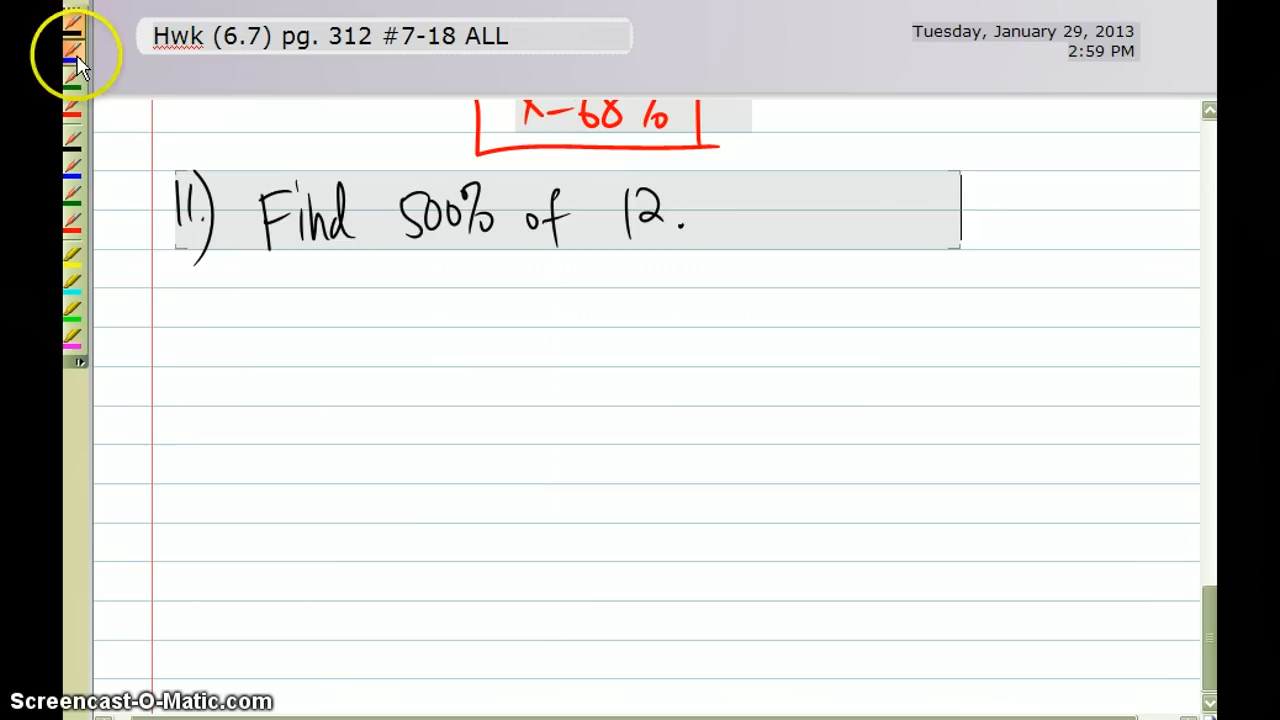 Hwk (6.7) pg. 312 #7-18 ALL
Tuesday, January 29, 2013
2:59 PM
x=68%
11.) Find 500% of 12.
Screencast-O-Matic.com